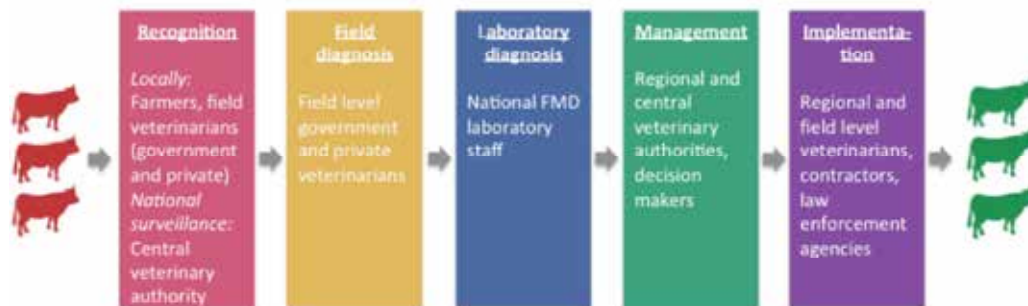 Recognition
Locally:
Farmers, field
veterinarians
(government
and private)
National
surveillance:
Central
veterinary
authority
Field
diagnosis
Field level
government
and private
veterinarians
Laboratory
diagnosis
National FMD
laboratory
staff
Management
Regional and
central
veterinary
authorities,
decision
makers
Implementa-
tion
Regional and
field level
veterinarians,
contractors,
law
enforcement
agencies